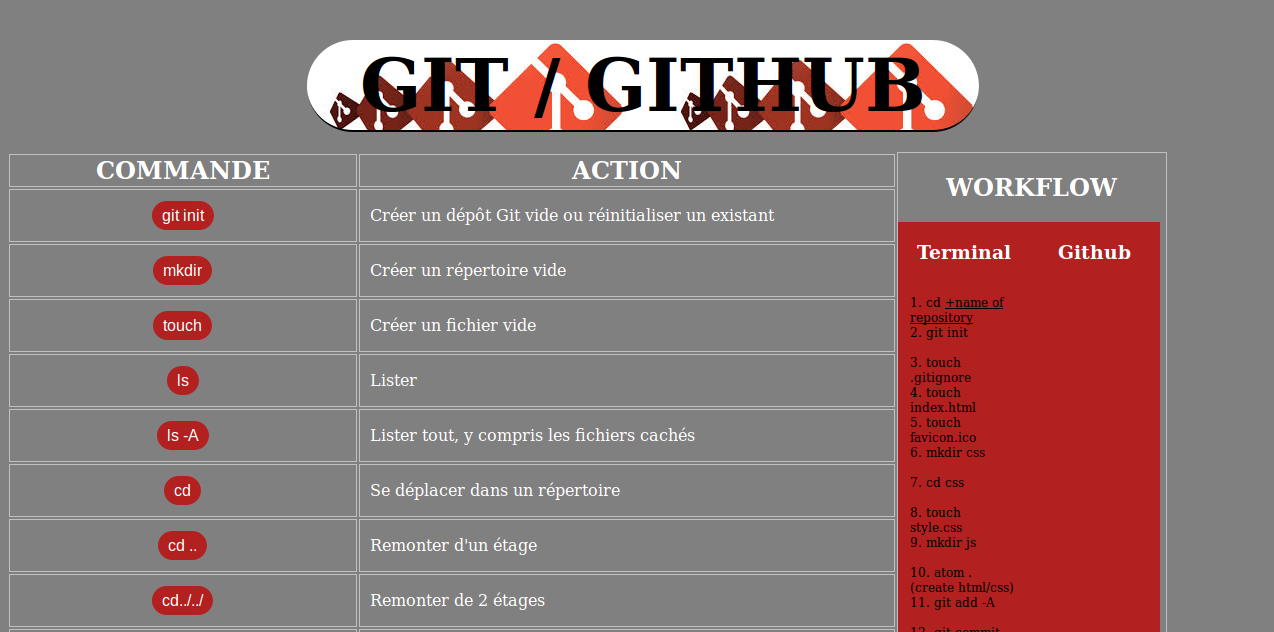 GIT / GITHUB
COMMANDE
ACTION
git init
Créer un dépôt Git vide ou réinitialiser un existant
mkdir
Créer un répertoire vide
touch
Créer un fichier vide
ls
Lister
ls -A
Lister tout, y compris les fichiers cachés
cd
Se déplacer dans un répertoire
cd ..
Remonter d'un étage
cd../../
Remonter de 2 étages
WORKFLOW
Terminal
Github
1. cd +name of
repository
2. git init
3. touch
.gitignore
4. touch
index.html
5. touch
favicon.ico
6. mkdir css
7. cd css
8. touch
style.css
9. mkdir js
10. atom .
(create html/css)
11. git add -A
12. git commit